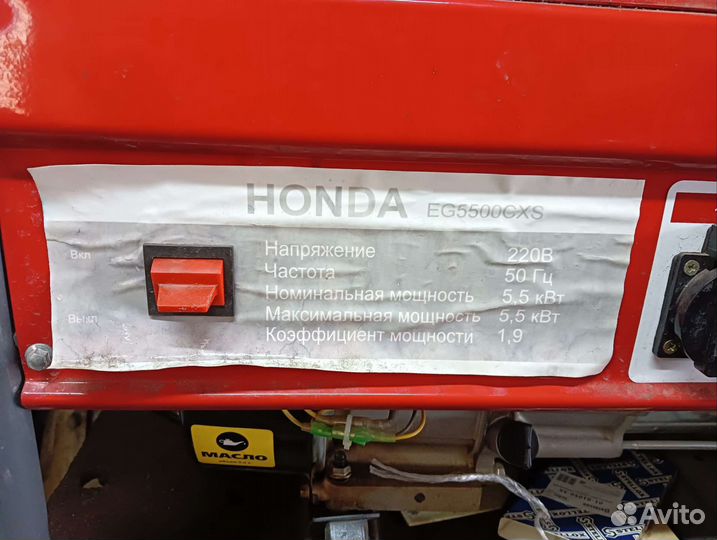 HONDA EG5500CXS
Вкл
Напряжение 220В
Частота 50 Гц
Номинальная мощность 5,5 кВт
Выкл
Максимальная мощность 5,5 кВт
Коэффициент мощности 1,9
МАСЛО
Avito